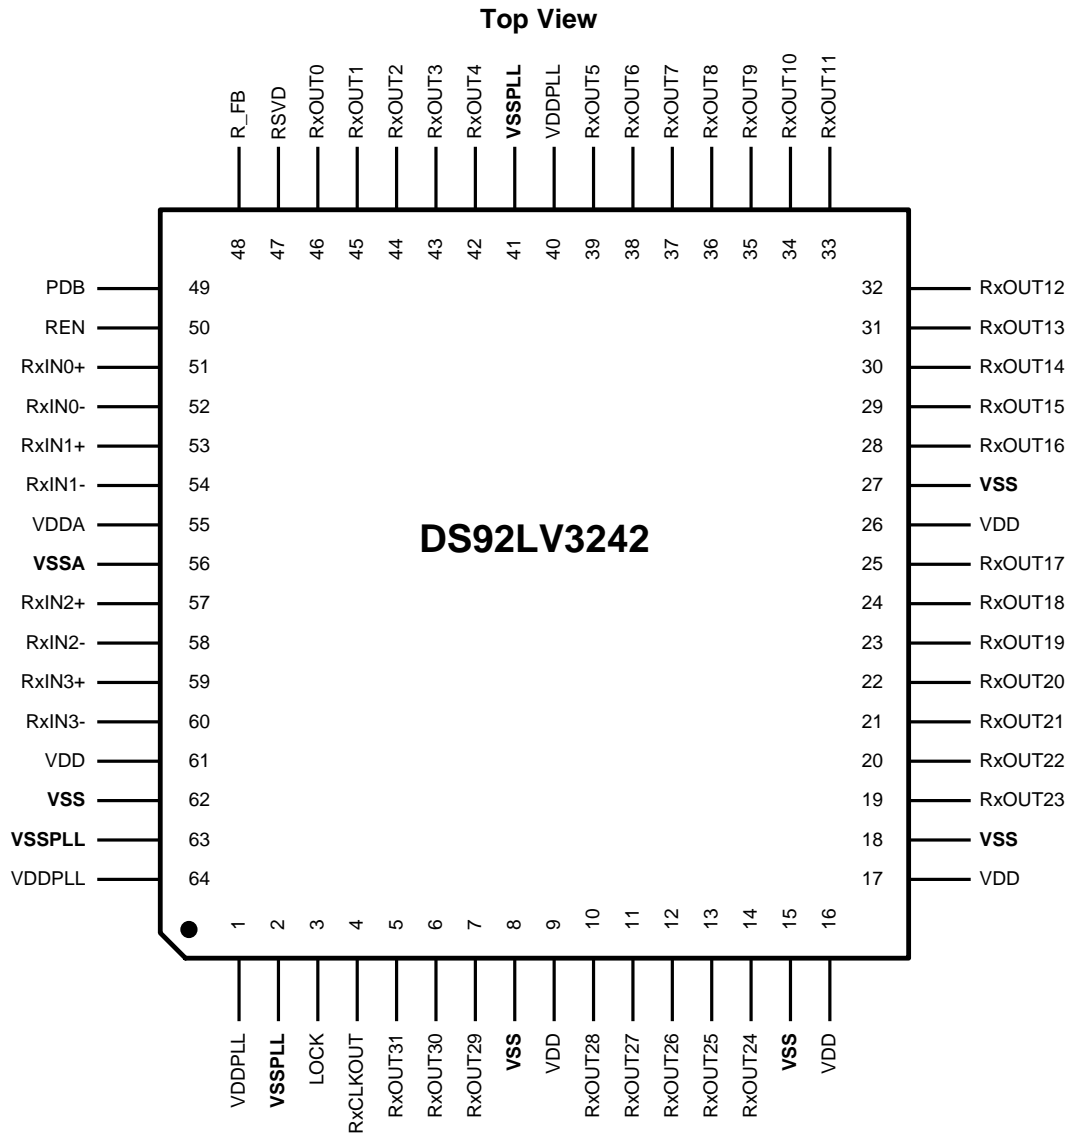 Top View
R_FB
RSVD
RxOUT0
RxOUT1
RxOUT2
RxOUT3
RxOUT4
VSSPLL
VDDPLL
RxOUT5
RxOUT6
RxOUT7
RxOUT8
RxOUT9
RxOUT10
RxOUT11
48
47
46
45
44
43
42
41
40
39
38
37
36
35
34
33
PDB 49
REN 50
RxIN0+ 51
RxIN0- 52
RxIN1+ 53
RxIN1- 54
VDDA 55
VSSA 56
RxIN2+ 57
RxIN2- 58
RxIN3+ 59
RxIN3- 60
VDD 61
VSS 62
VSSPLL 63
VDDPLL 64
DS92LV3242
32 RxOUT12
31 RxOUT13
30 RxOUT14
29 RxOUT15
28 RxOUT16
27 VSS
26 VDD
25 RxOUT17
24 RxOUT18
23 RxOUT19
22 RxOUT20
21 RxOUT21
20 RxOUT22
19 RxOUT23
18 VSS
17 VDD
1
2
3
4
5
6
7
8
9
10
11
12
13
14
15
16
VDDPLL
VSSPLL
LOCK
RxCLKOUT
RxOUT31
RxOUT30
RxOUT29
VSS
VDD
RxOUT28
RxOUT27
RxOUT26
RxOUT25
RxOUT24
VSS
VDD